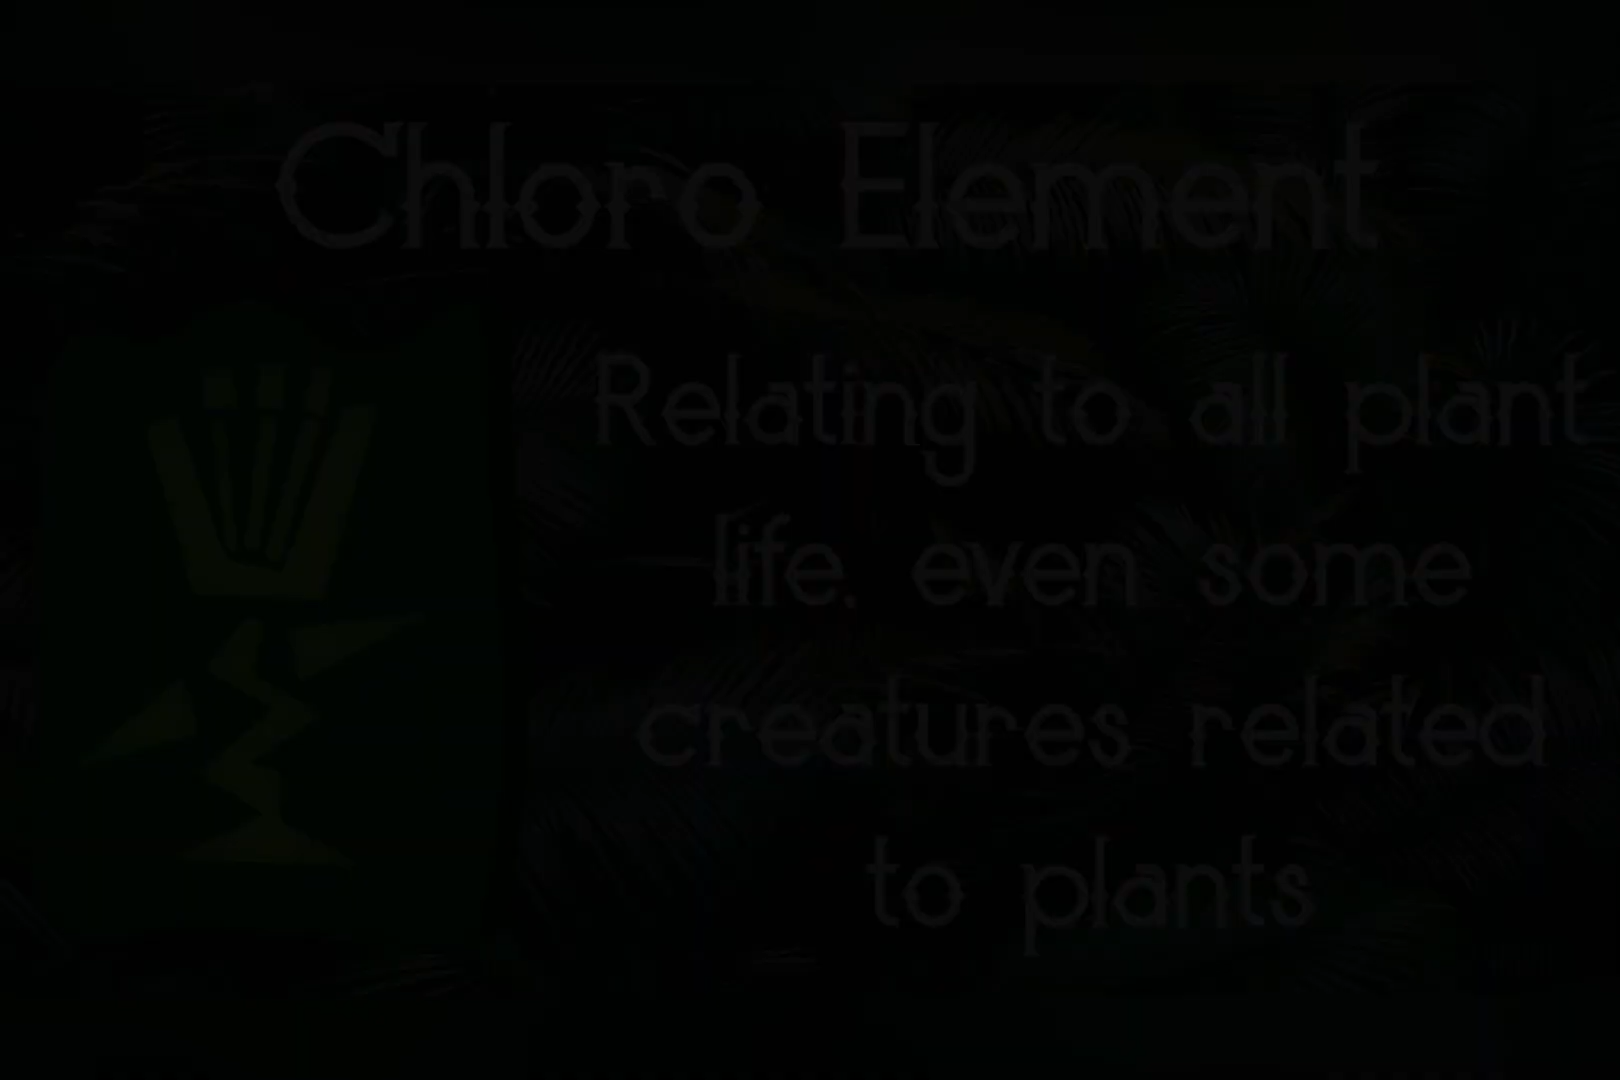 Chloro Element
Relating to all plant
life, even some
creatures related
to plants